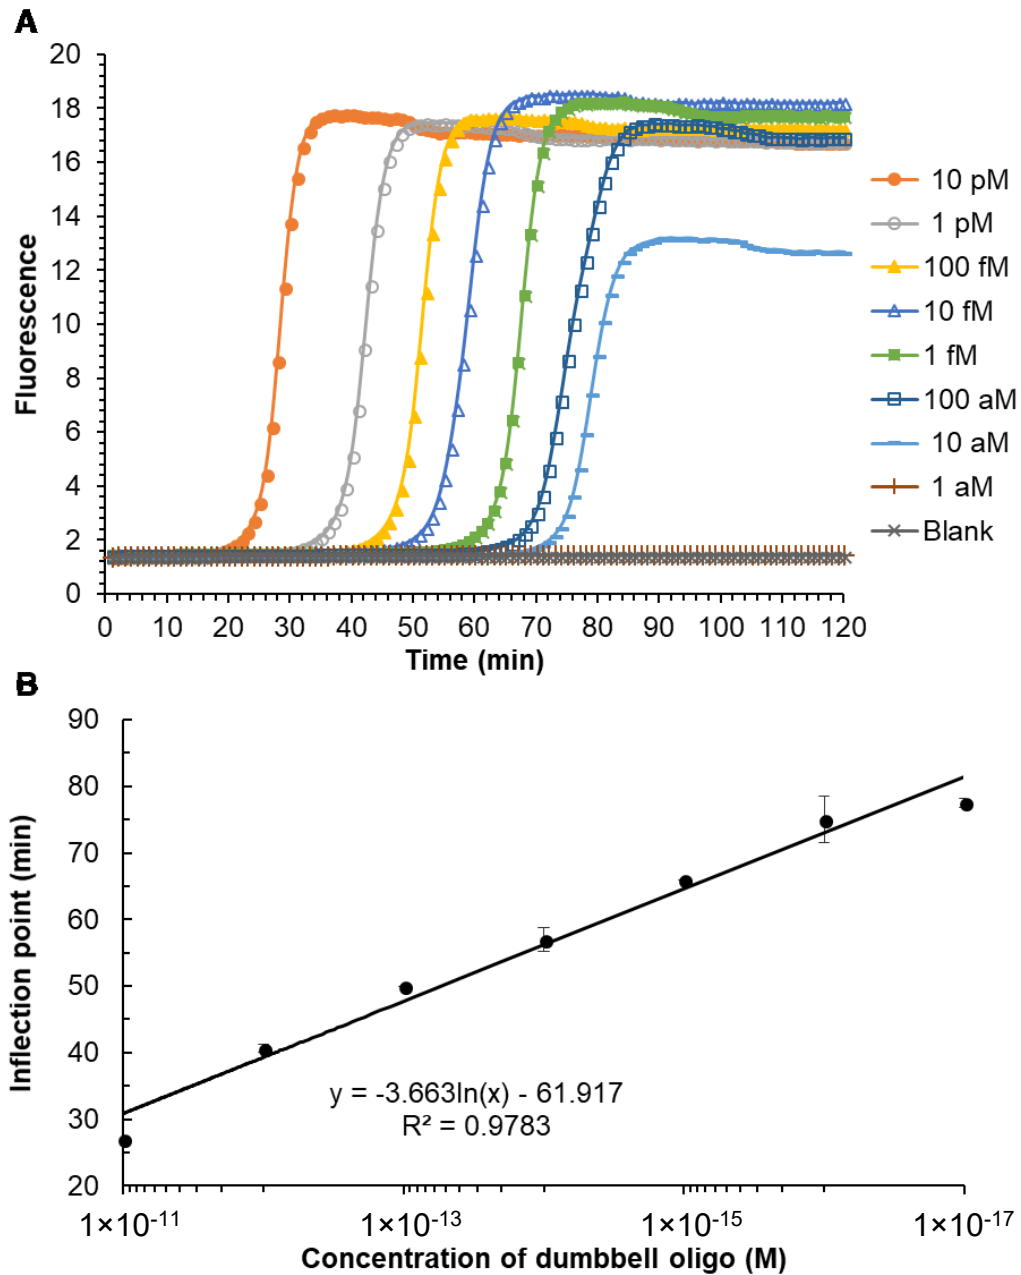 A
20
18
16
14
12
10
8
6
4
2
0
Fluorescence
0 10 20 30 40 50 60 70 80 90 100 110 120
Time (min)
10 pM
1 pM
100 fM
10 fM
1 fM
100 aM
10 aM
1 aM
Blank
B
90
80
70
60
50
40
30
20
Inflection point (min)
y = -3.663ln(x) - 61.917
R² = 0.9783
1×10-11 1×10-13 1×10-15 1×10-17
Concentration of dumbbell oligo (M)